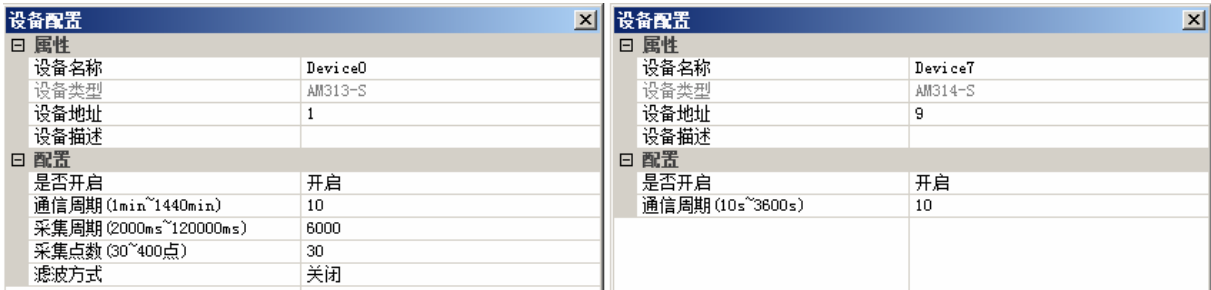 设备配置
属性
设备名称 Device0
设备类型 AM313-S
设备地址 1
设备描述
配置
是否开启 开启
通信周期(1min~1440min) 10
采集周期(2000ms~120000ms) 6000
采集点数(30~400点) 30
滤波方式 关闭
设备配置
属性
设备名称 Device7
设备类型 AM314-S
设备地址 9
设备描述
配置
是否开启 开启
通信周期(10s~3600s) 10